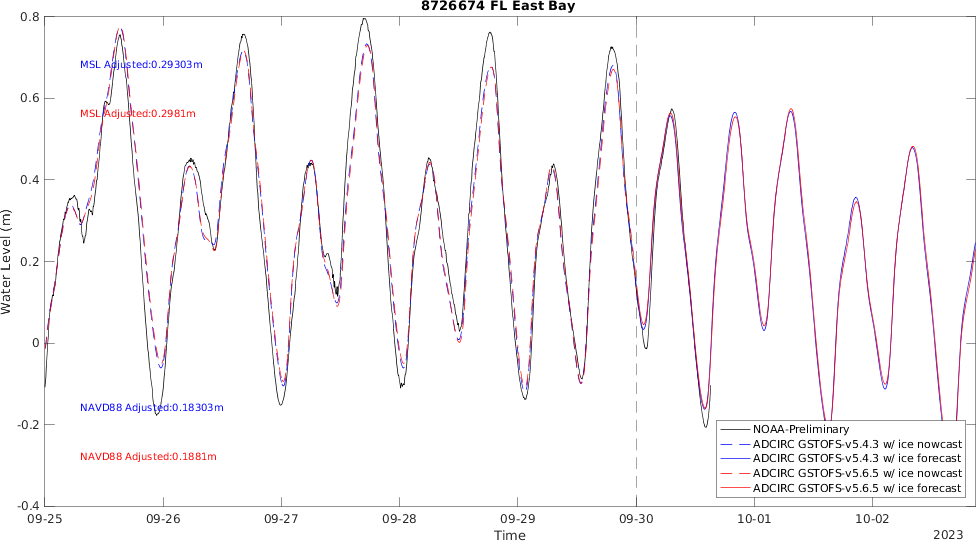 8726674 FL East Bay
0.8
0.6
0.4
0.2
0
-0.2
-0.4
Water Level (m)
MSL Adjusted:0.29303m
MSL Adjusted:0.2981m
NAVD88 Adjusted:0.18303m
NAVD88 Adjusted:0.1881m
NOAA-Preliminary
ADCIRC GSTOFS-v5.4.3 w/ ice nowcast
ADCIRC GSTOFS-v5.4.3 w/ ice forecast
ADCIRC GSTOFS-v5.6.5 w/ ice nowcast
ADCIRC GSTOFS-v5.6.5 w/ ice forecast
09-25 09-26 09-27 09-28 09-29 09-30 10-01 10-02
Time
2023